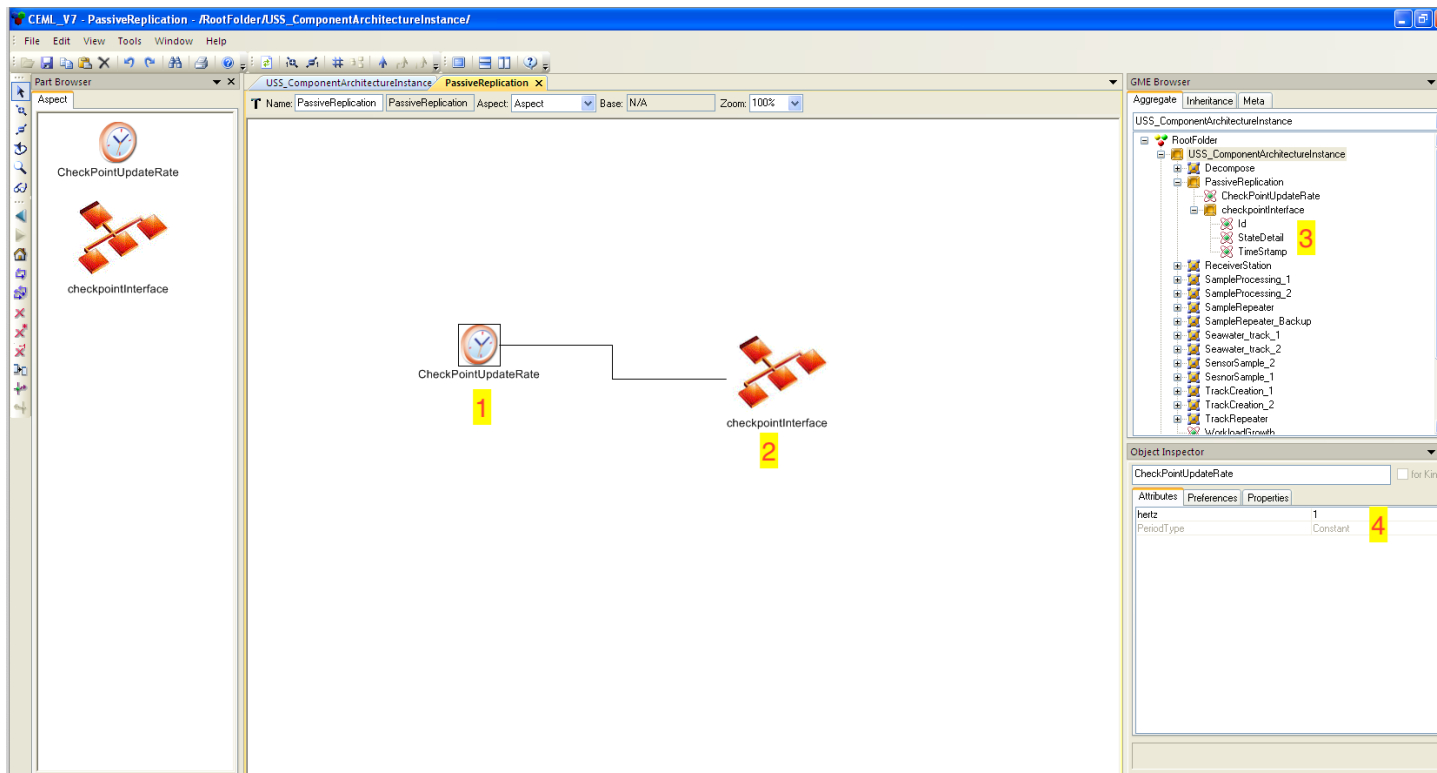 CEML_V7 - PassiveReplication - /RootFolder/USS_ComponentArchitectureInstance/
File Edit View Tools Window Help
Part Browser
Aspect
CheckPointUpdateRate
checkpointInterface
USS_ComponentArchitectureInstance PassiveReplication
Name: PassiveReplication PassiveReplication Aspect: Aspect Base: N/A Zoom: 100%
CheckPointUpdateRate
1
checkpointInterface
2
GME Browser
Aggregate Inheritance Meta
USS_ComponentArchitectureInstance
RootFolder
USS_ComponentArchitectureInstance
Decompose
PassiveReplication
CheckPointUpdateRate
checkpointInterface
Id
StateDetail
3
TimeSrtamp
ReceiverStation
SampleProcessing_1
SampleProcessing_2
SampleRepeater
SampleRepeater_Backup
Seawater_track_1
Seawater_track_2
SensorSample_2
SesnorSample_1
TrackCreation_1
TrackCreation_2
TrackRepeater
WorkloadGrowth
Object Inspector
CheckPointUpdateRate for Kin
Attributes Preferences Properties
hertz 1
PeriodType Constant
4